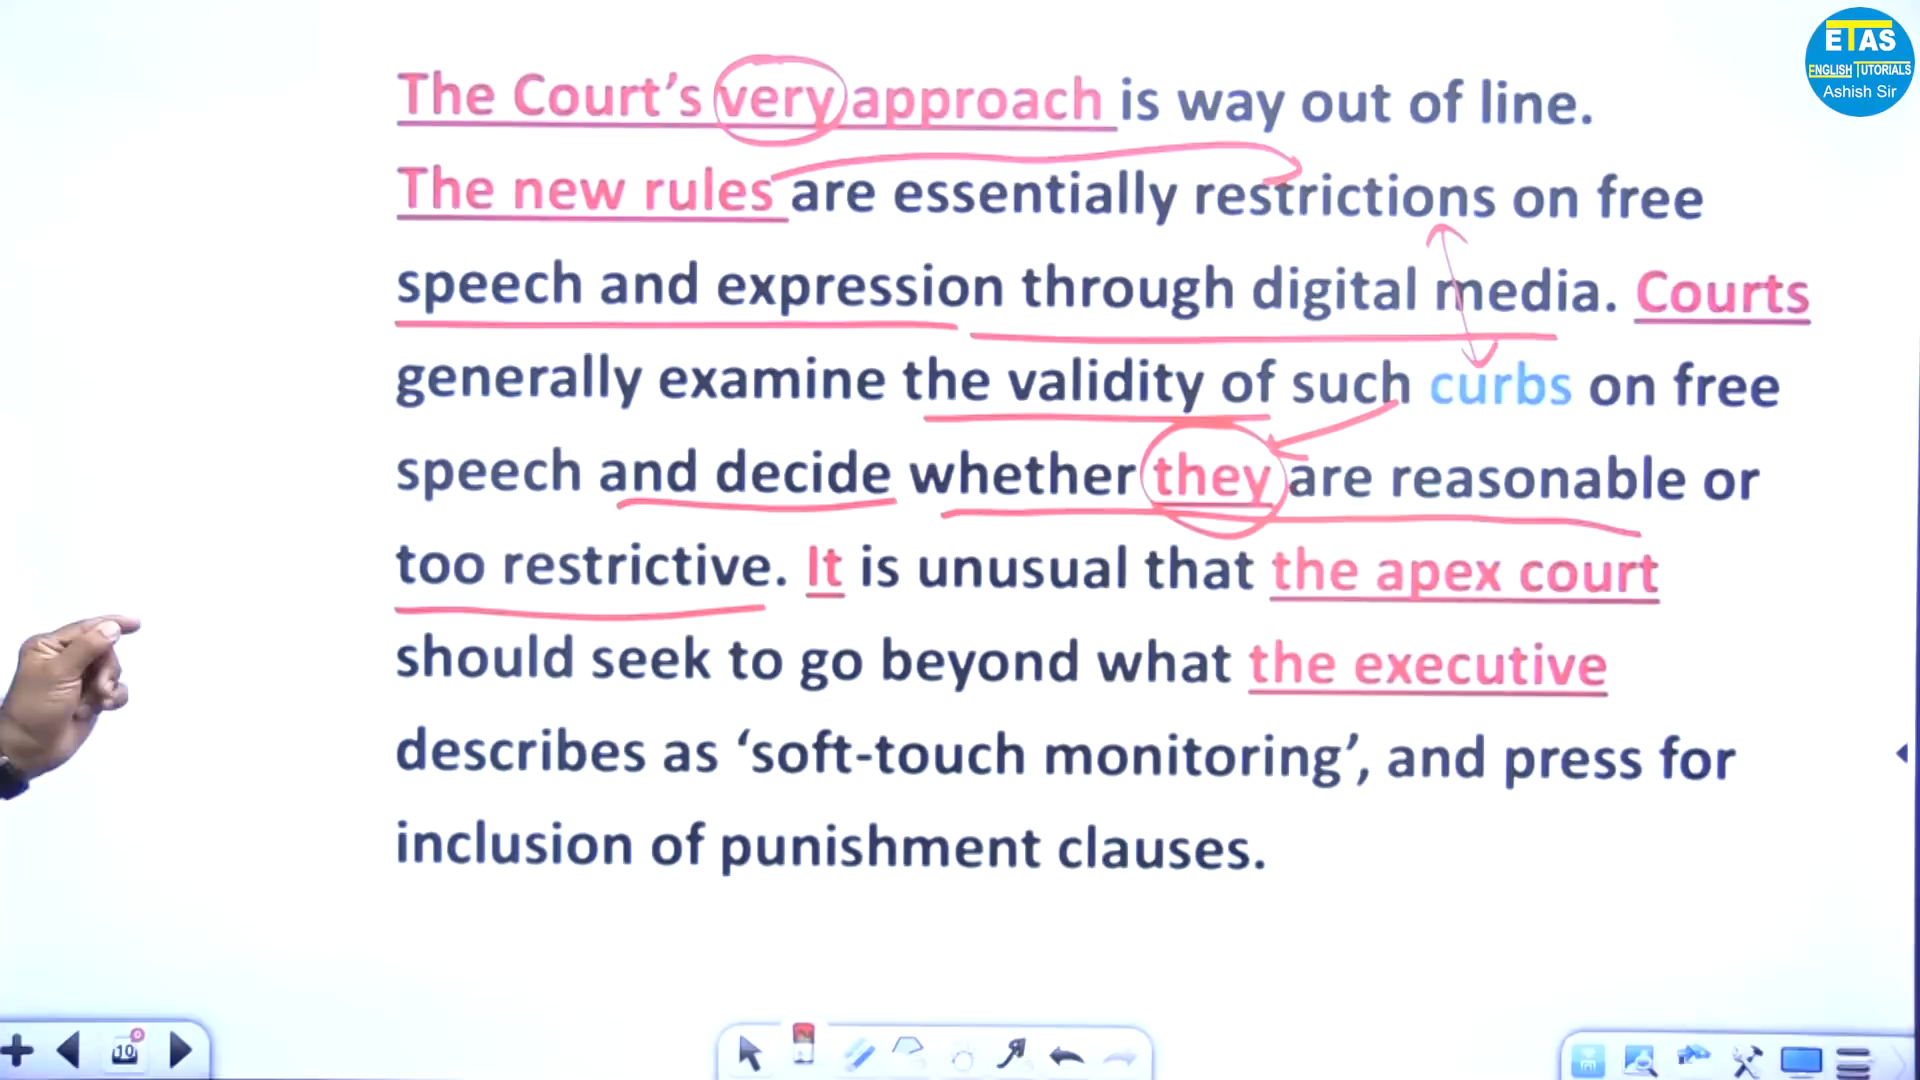 ETAS
ENGLISH TUTORIALS
Ashish Sir
The Court’s very approach is way out of line.
The new rules are essentially restrictions on free
speech and expression through digital media. Courts
generally examine the validity of such curbs on free
speech and decide whether they are reasonable or
too restrictive. It is unusual that the apex court
should seek to go beyond what the executive
describes as ‘soft-touch monitoring’, and press for
inclusion of punishment clauses.
10